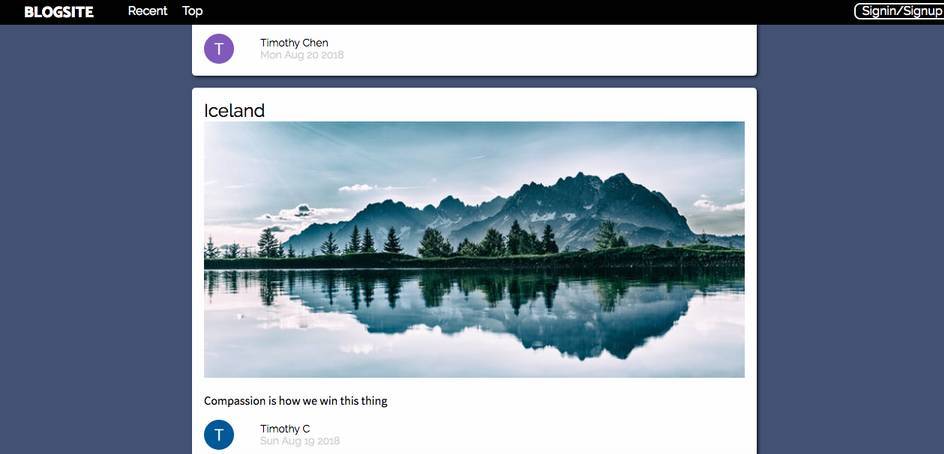 BLOGSITE Recent Top Signin/Signup
T Timothy Chen
Mon Aug 20 2018
Iceland
Compassion is how we win this thing
T Timothy C
Sun Aug 19 2018